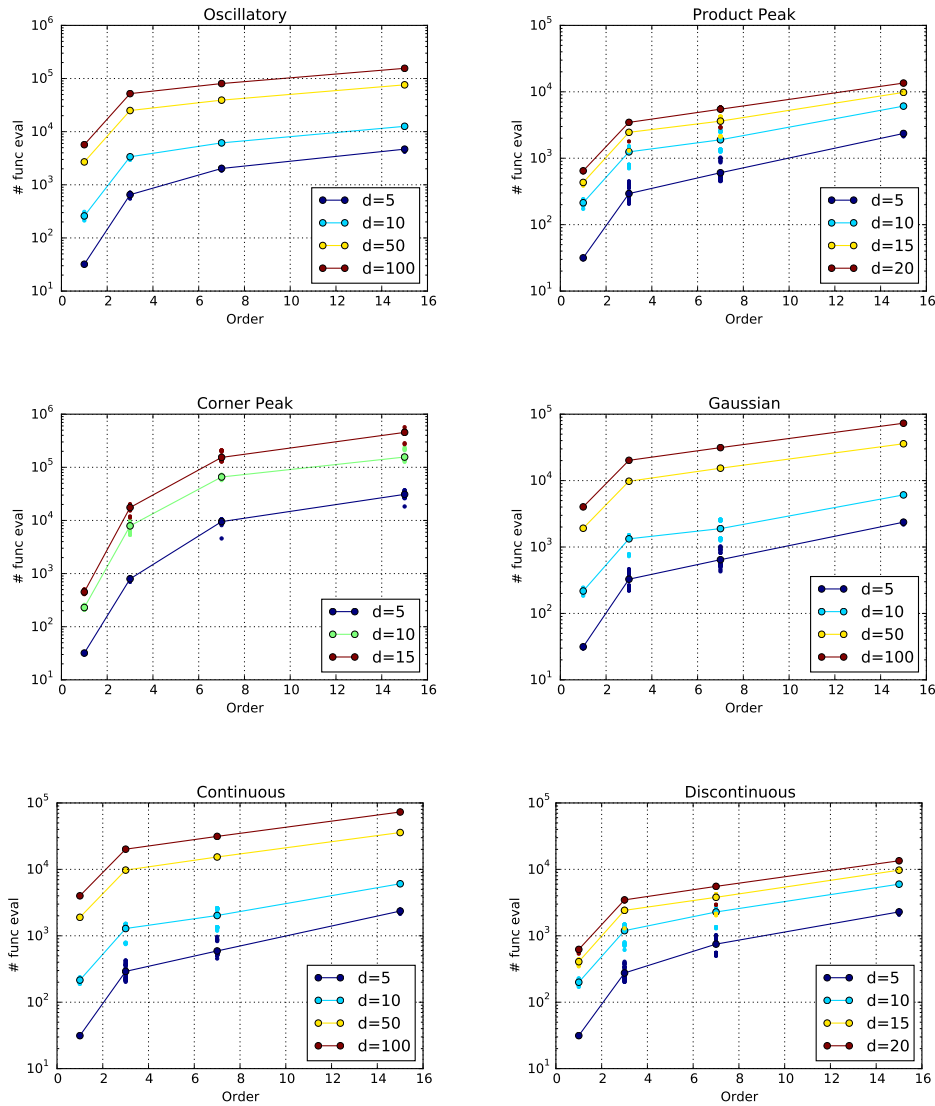 Oscillatory
10^6
10^5
10^4
10^3
10^2
10^1
# func eval
0 2 4 6 8 10 12 14 16
Order
d=5
d=10
d=50
d=100
Product Peak
10^5
10^4
10^3
10^2
10^1
# func eval
0 2 4 6 8 10 12 14 16
Order
d=5
d=10
d=15
d=20
Corner Peak
10^6
10^5
10^4
10^3
10^2
10^1
# func eval
0 2 4 6 8 10 12 14 16
Order
d=5
d=10
d=15
Gaussian
10^5
10^4
10^3
10^2
10^1
# func eval
0 2 4 6 8 10 12 14 16
Order
d=5
d=10
d=50
d=100
Continuous
10^5
10^4
10^3
10^2
10^1
# func eval
0 2 4 6 8 10 12 14 16
Order
d=5
d=10
d=50
d=100
Discontinuous
10^5
10^4
10^3
10^2
10^1
# func eval
0 2 4 6 8 10 12 14 16
Order
d=5
d=10
d=15
d=20